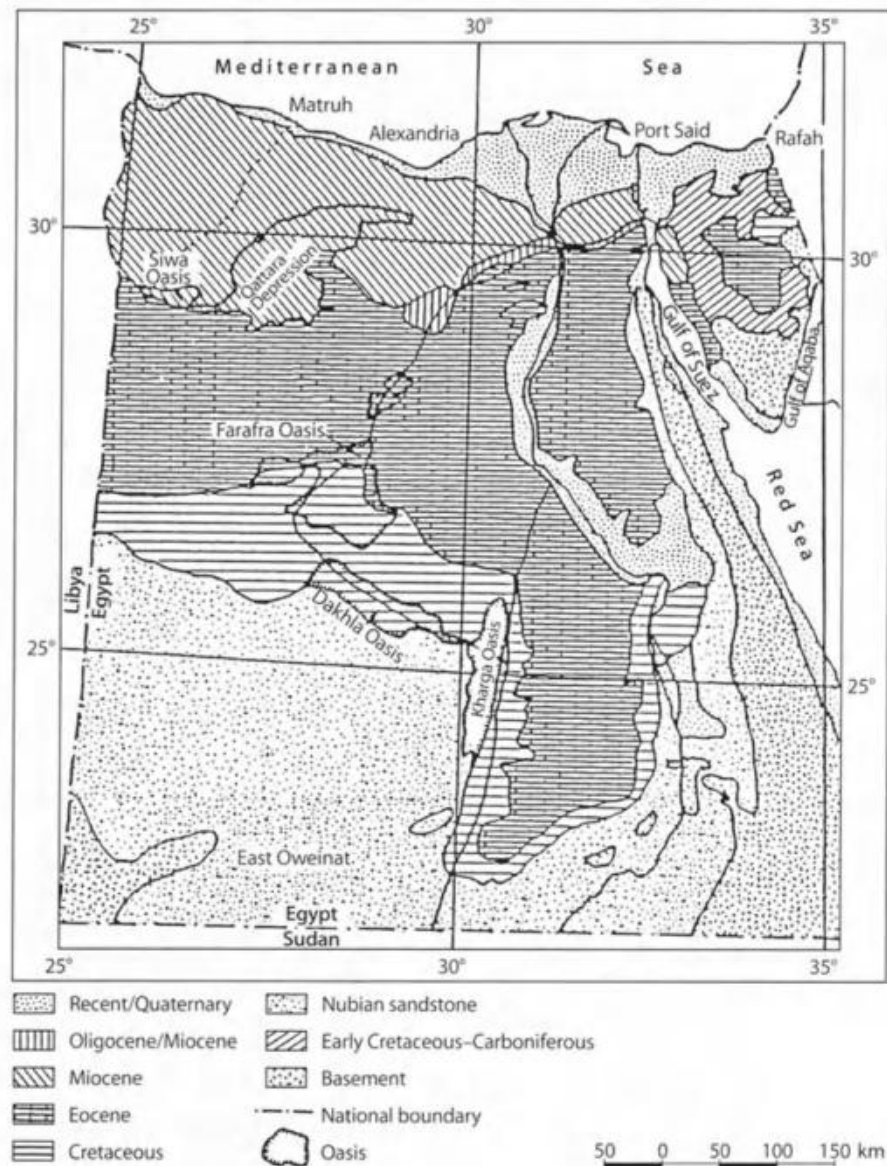 25°
30°
35°
Mediterranean Sea
Matruh
Alexandria
Port Said
Rafah
30°
30°
Siwa
Oasis
Qattara
Depression
Gulf of Suez
Gulf of Aqaba
Farafra Oasis
Red Sea
Libya
Egypt
Dakhla Oasis
Kharga Oasis
25°
25°
East Oweinat
Egypt
Sudan
25°
30°
35°
Recent/Quaternary
Oligocene/Miocene
Miocene
Eocene
Cretaceous
Nubian sandstone
Early Cretaceous–Carboniferous
Basement
National boundary
Oasis
50 0 50 100 150 km